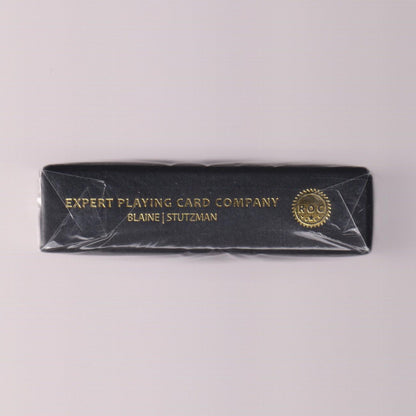 EXPERT PLAYING CARD COMPANY
BLAINE | STUTZMAN
R.O.C